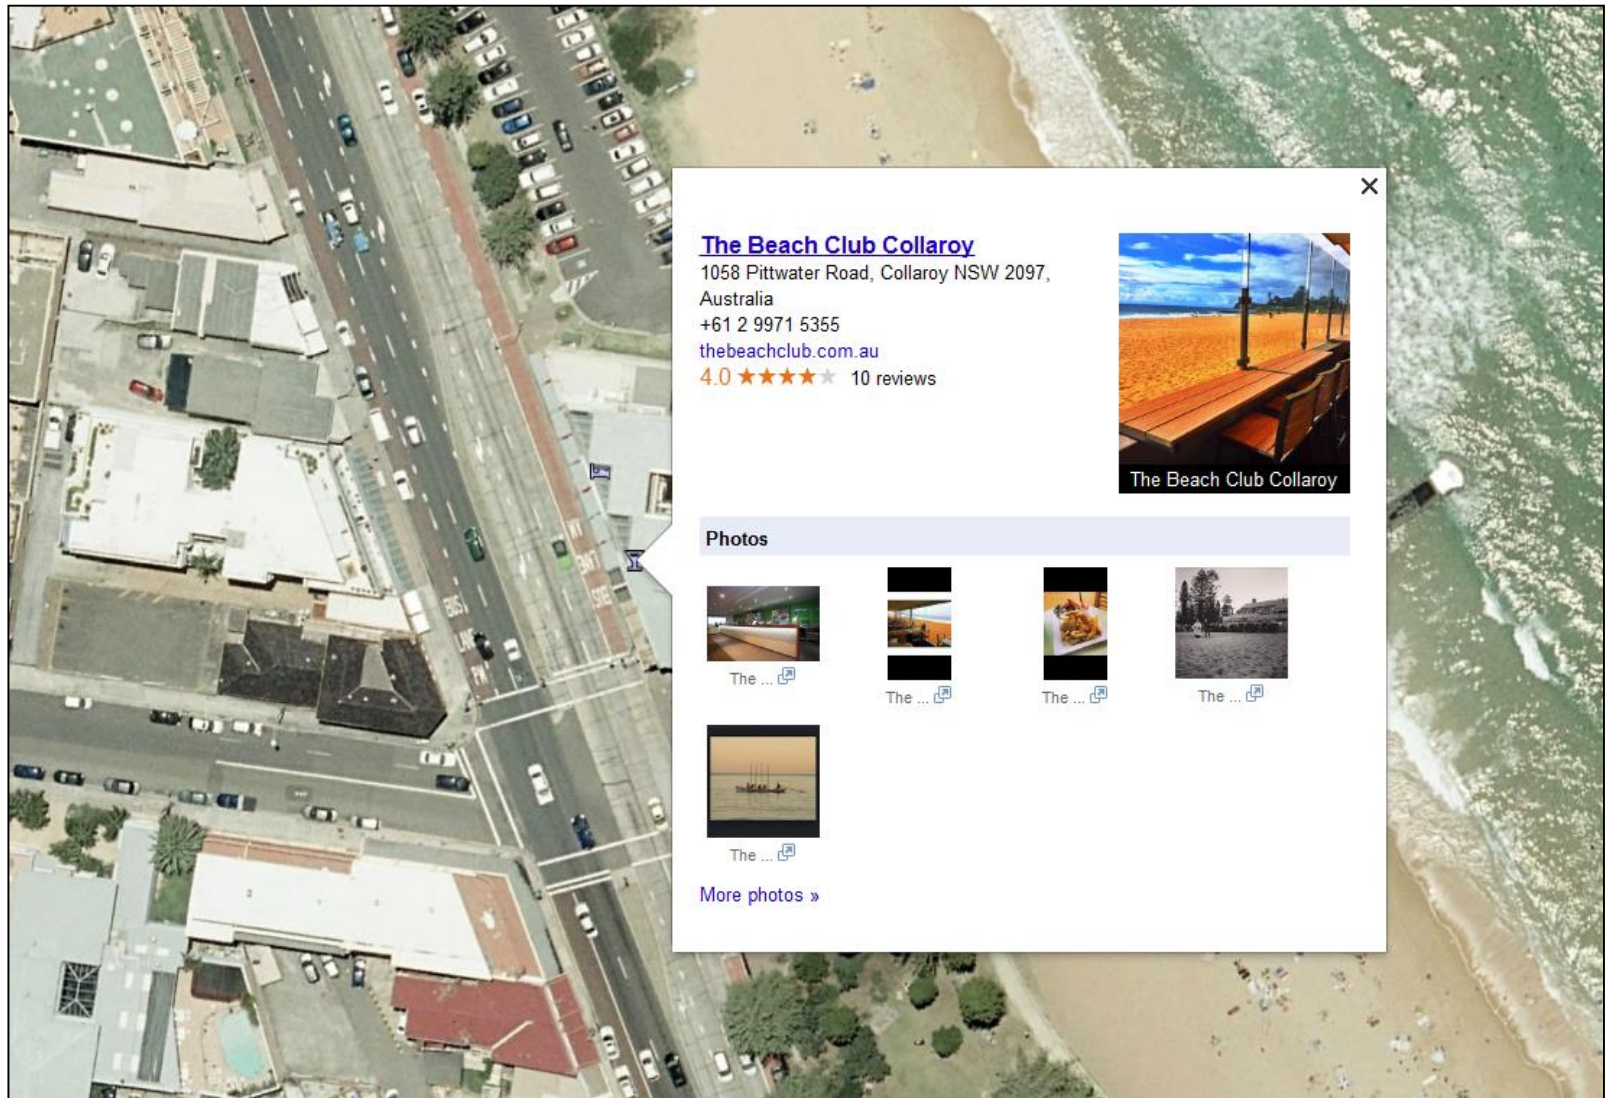 The Beach Club Collaroy
1058 Pittwater Road, Collaroy NSW 2097,
Australia
+61 2 9971 5355
thebeachclub.com.au
4.0 10 reviews
The Beach Club Collaroy
Photos
The ...
The ...
The ...
The ...
The ...
More photos »
BUS